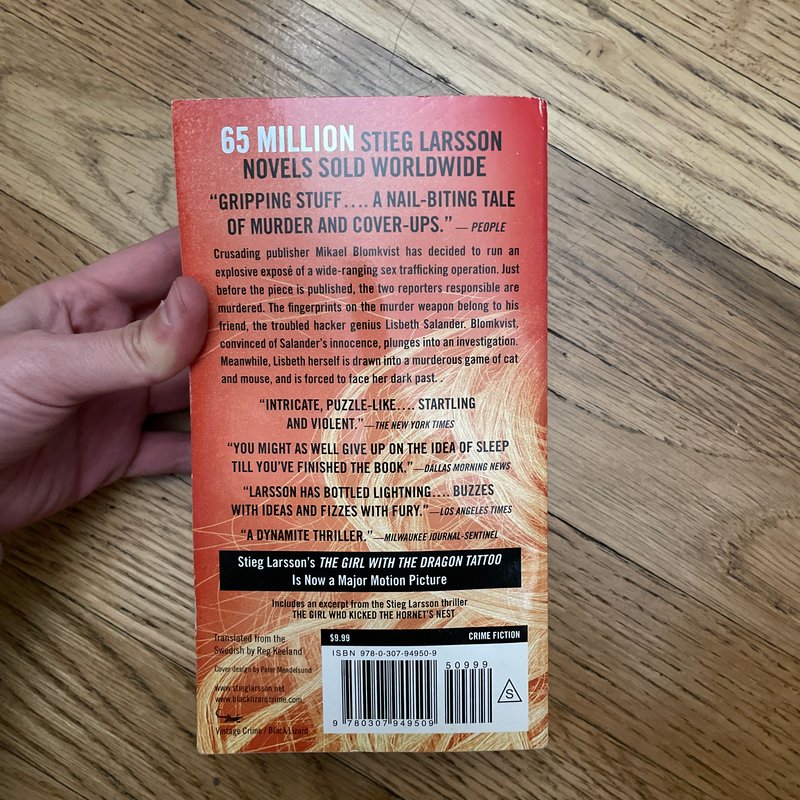 65 MILLION STIEG LARSSON
NOVELS SOLD WORLDWIDE
“GRIPPING STUFF.... A NAIL-BITING TALE
OF MURDER AND COVER-UPS.” — PEOPLE
Crusading publisher Mikael Blomkvist has decided to run an
explosive exposé of a wide-ranging sex trafficking operation. Just
before the piece is published, the two reporters responsible are
murdered. The fingerprints on the murder weapon belong to his
friend, the troubled hacker genius Lisbeth Salander. Blomkvist,
convinced of Salander’s innocence, plunges into an investigation.
Meanwhile, Lisbeth herself is drawn into a murderous game of cat
and mouse, and is forced to face her dark past. .
“INTRICATE, PUZZLE-LIKE.... STARTLING
AND VIOLENT.”—THE NEW YORK TIMES
“YOU MIGHT AS WELL GIVE UP ON THE IDEA OF SLEEP
TILL YOU’VE FINISHED THE BOOK.”—DALLAS MORNING NEWS
“LARSSON HAS BOTTLED LIGHTNING.... BUZZES
WITH IDEAS AND FIZZES WITH FURY.”—LOS ANGELES TIMES
“A DYNAMITE THRILLER.”—MILWAUKEE JOURNAL-SENTINEL
Stieg Larsson’s THE GIRL WITH THE DRAGON TATTOO
Is Now a Major Motion Picture
Includes an excerpt from the Stieg Larsson thriller
THE GIRL WHO KICKED THE HORNET’S NEST
Translated from the
Swedish by Reg Keeland
Cover design by Peter Mendelsund
www.stieglarsson.net
www.blacklizardcrime.com
Vintage Crime / Black Lizard
$9.99 CRIME FICTION
ISBN 978-0-307-94950-9
50999
9 780307 949509
S